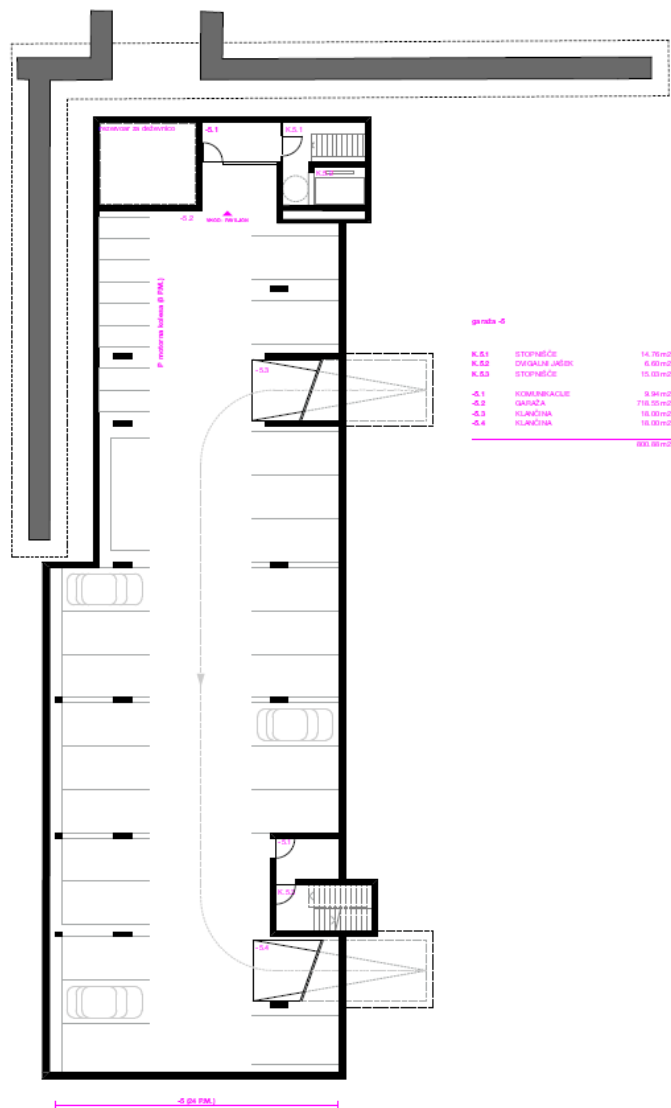 rezervoar za deževnico
-5.1
K.5.1
K.5.2
-5.2
P motorna kolesa (8 P.M.)
-5.3
garaža -5
K.5.1 STOPNIŠČE 14.76m2
K.5.2 DVIGALNI JAŠEK 6.60m2
K.5.3 STOPNIŠČE 15.03m2
-5.1 KOMUNIKACIJE 9.94m2
-5.2 GARAŽA 718.55m2
-5.3 KLANČINA 18.00m2
-5.4 KLANČINA 18.00m2
-5.1
K.5.3
-5.4
-5 (24 P.M.)